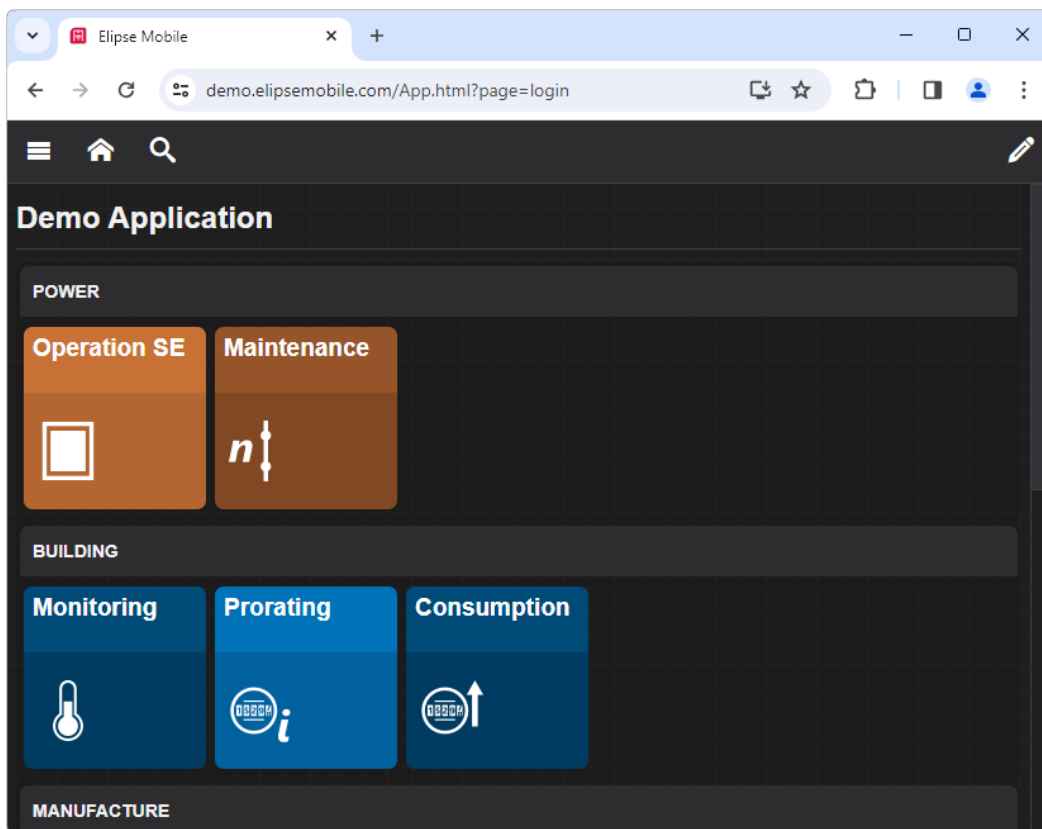 Elipse Mobile
demo.elipsemobile.com/App.html?page=login
Demo Application
POWER
Operation SE
Maintenance
n
BUILDING
Monitoring
Prorating
Consumption
i
MANUFACTURE